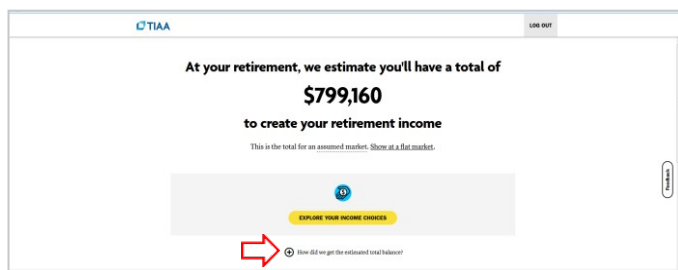 TIAA
LOG OUT
At your retirement, we estimate you'll have a total of
$799,160
to create your retirement income
This is the total for an assumed market. Show at a flat market.
Feedback
$
EXPLORE YOUR INCOME CHOICES
How did we get the estimated total balance?